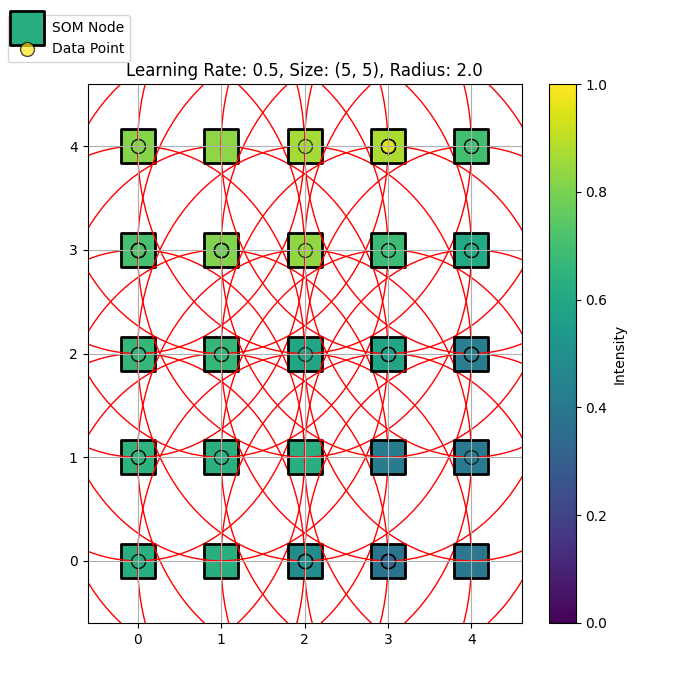 SOM Node
Data Point
Learning Rate: 0.5, Size: (5, 5), Radius: 2.0
4
3
2
1
0
0 1 2 3 4
1.0
0.8
0.6
0.4
0.2
0.0
Intensity